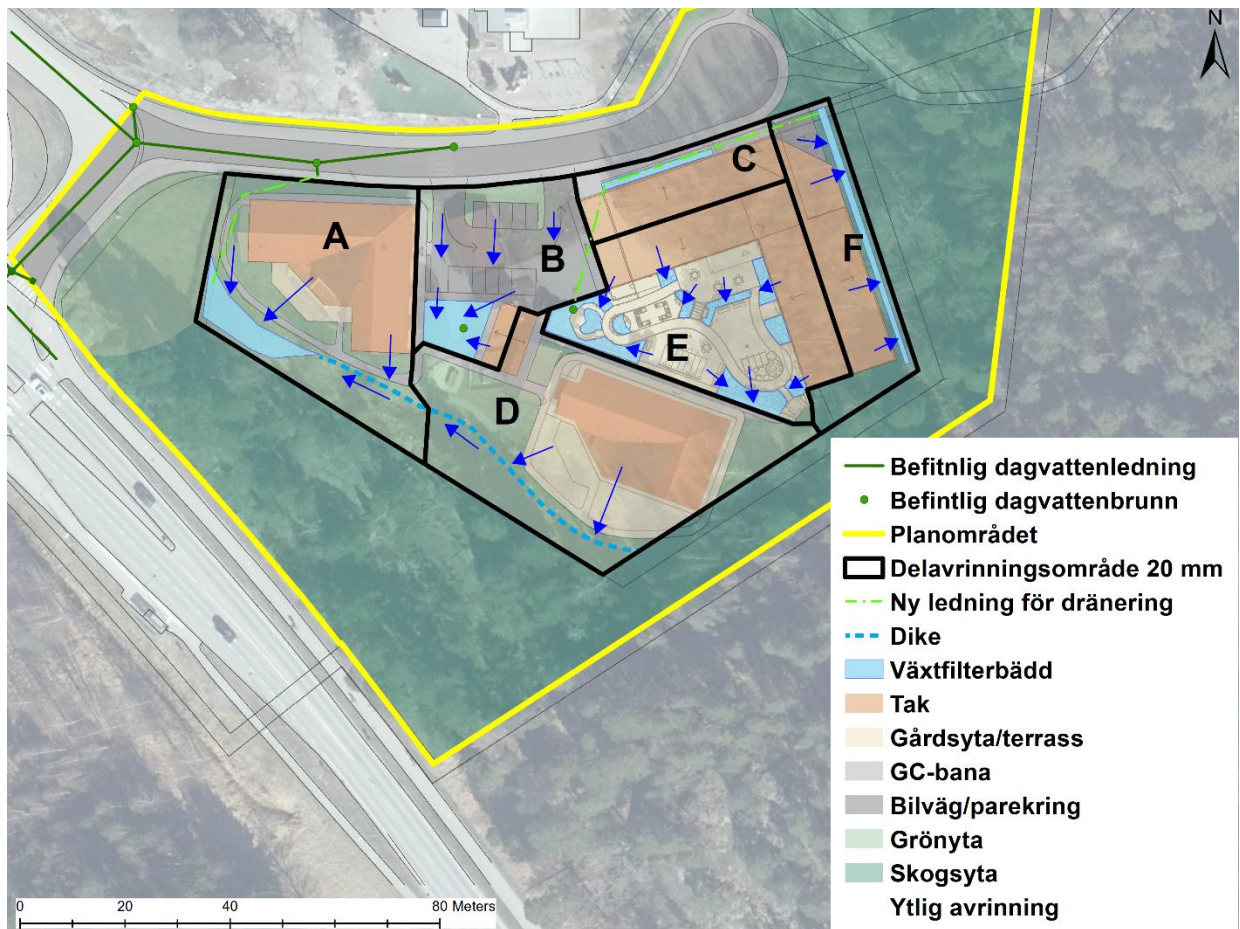 N
A
B
C
D
E
F
Befitnlig dagvattenledning
Befintlig dagvattenbrunn
Planområdet
Delavrinningsområde 20 mm
Ny ledning för dränering
Dike
Växtfilterbädd
Tak
Gårdsyta/terrass
GC-bana
Bilväg/parekring
Grönyta
Skogsyta
Ytlig avrinning
0 20 40 80 Meters